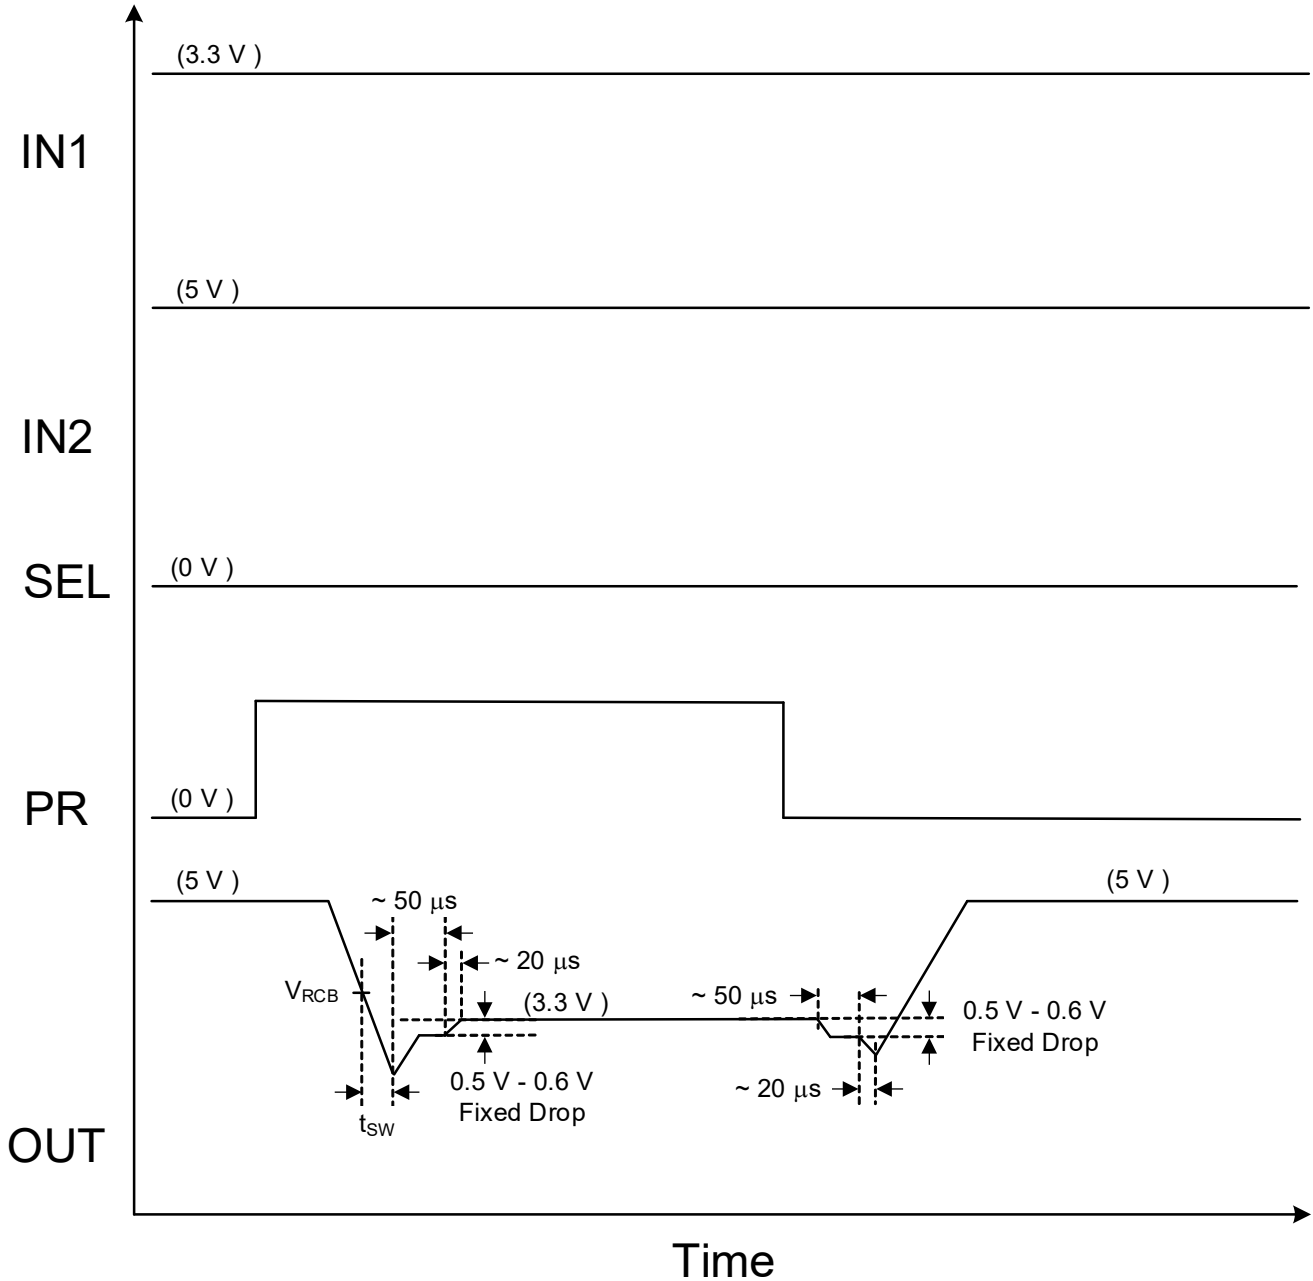 (3.3 V )
IN1
(5 V )
IN2
(0 V )
SEL
(0 V )
PR
(5 V )
(5 V )
~ 50 μs
~ 20 μs
VRCB
(3.3 V )
~ 50 μs
0.5 V - 0.6 V
Fixed Drop
0.5 V - 0.6 V
Fixed Drop
~ 20 μs
tSW
OUT
Time